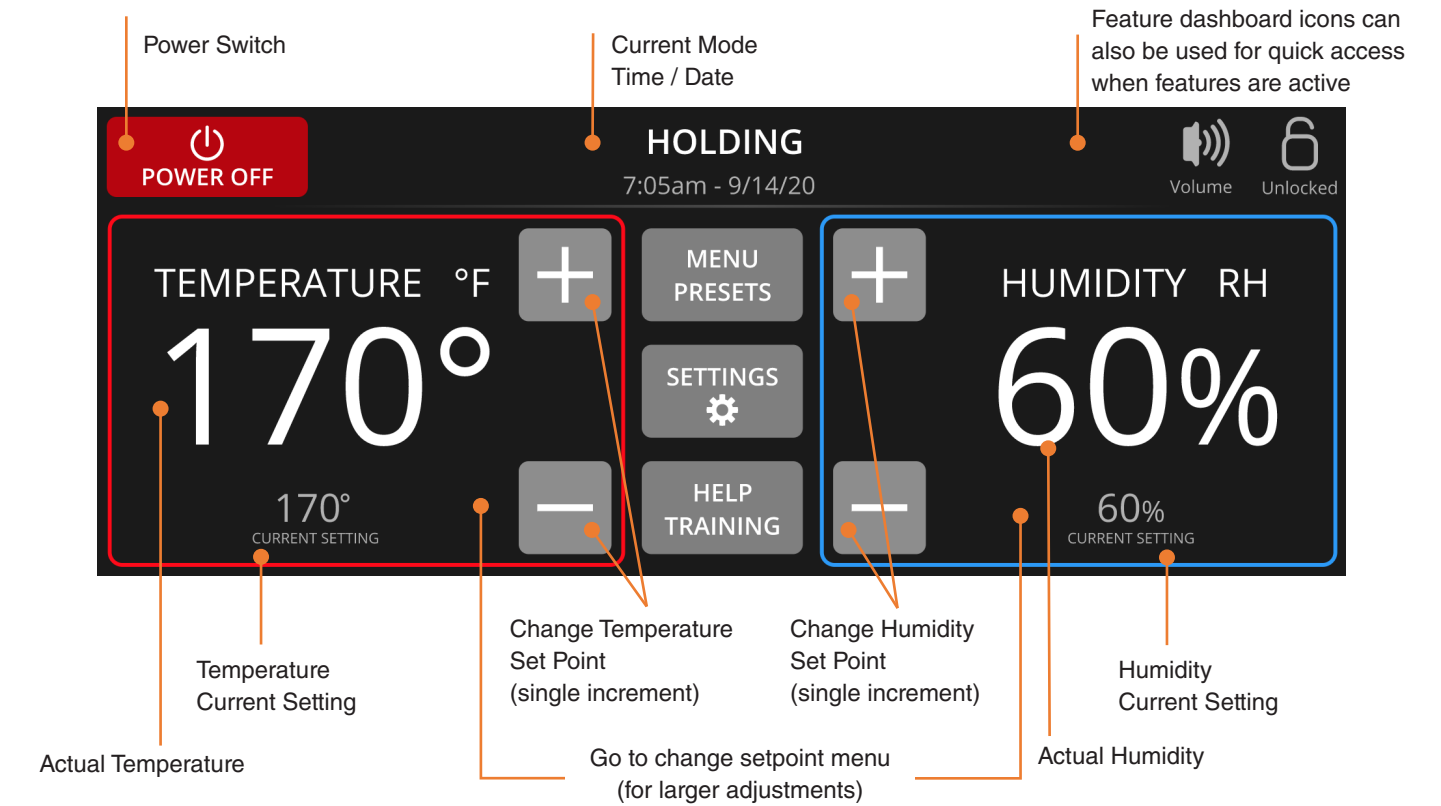 Power Switch
Current Mode
Time / Date
Feature dashboard icons can
also be used for quick access
when features are active
POWER OFF
HOLDING
7:05am - 9/14/20
Volume
Unlocked
TEMPERATURE °F
170°
170°
CURRENT SETTING
MENU
PRESETS
SETTINGS
HELP
TRAINING
HUMIDITY RH
60%
60%
CURRENT SETTING
Change Temperature
Set Point
(single increment)
Change Humidity
Set Point
(single increment)
Temperature
Current Setting
Humidity
Current Setting
Actual Temperature
Go to change setpoint menu
(for larger adjustments)
Actual Humidity